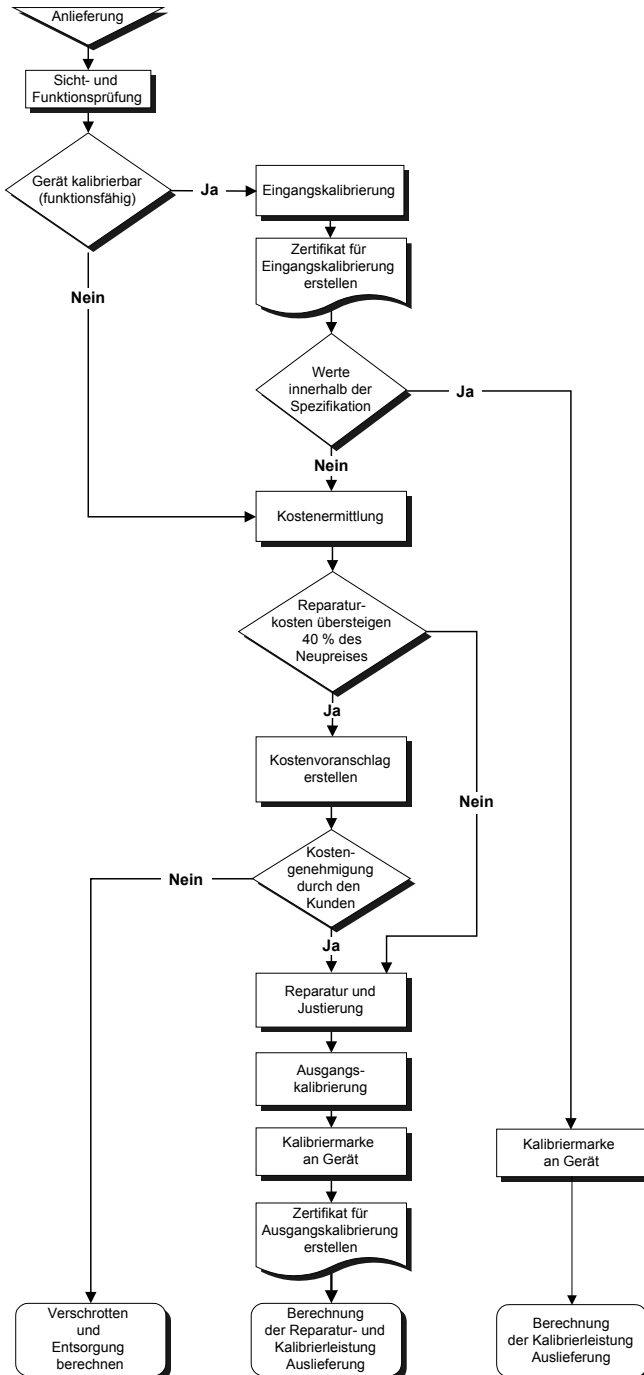 Anlieferung
Sicht- und
Funktionsprüfung
Gerät kalibrierbar
(funktionsfähig)
Ja
Eingangskalibrierung
Zertifikat für
Eingangskalibrierung
erstellen
Nein
Werte
innerhalb der
Spezifikation
Ja
Nein
Kostenermittlung
Reparatur-
kosten übersteigen
40 % des
Neupreises
Ja
Kostenvoranschlag
erstellen
Nein
Kosten-
genehmigung
durch den
Kunden
Nein
Ja
Reparatur und
Justierung
Ausgangs-
kalibrierung
Kalibriermarke
an Gerät
Kalibriermarke
an Gerät
Zertifikat für
Ausgangskalibrierung
erstellen
Verschrotten
und
Entsorgung
berechnen
Berechnung
der Reparatur- und
Kalibrierleistung
Auslieferung
Berechnung
der Kalibrierleistung
Auslieferung